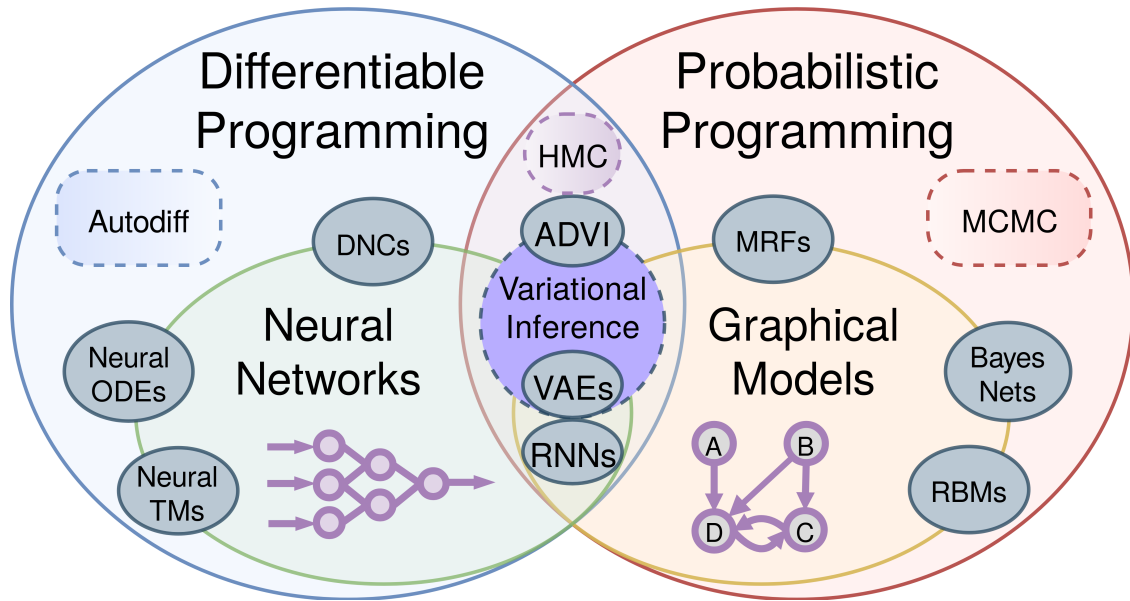 Differentiable
Programming
Probabilistic
Programming
HMC
Autodiff
MCMC
DNCs
ADVI
MRFs
Variational
Inference
Neural
Networks
Graphical
Models
Neural
ODEs
VAEs
Bayes
Nets
A
B
RNNs
Neural
TMs
RBMs
D
C